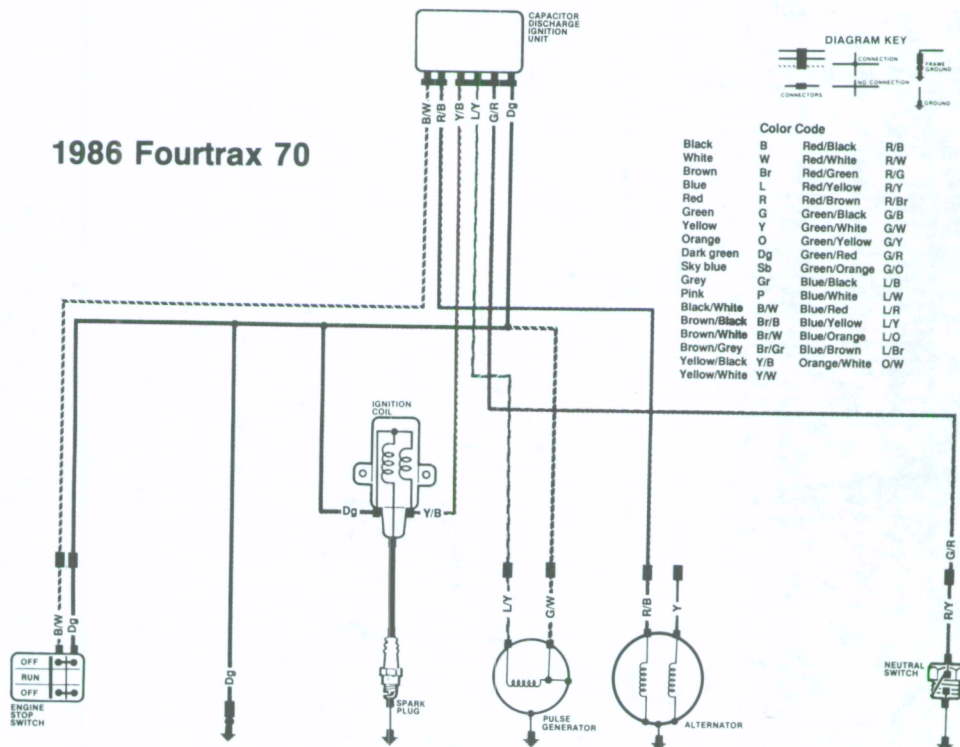 CAPACITOR
DISCHARGE
IGNITION
UNIT
DIAGRAM KEY
CONNECTION
FRAME
GROUND
NO CONNECTION
CONNECTORS
GROUND
B/W
R/B
Y/B
L/Y
G/R
Dg
1986 Fourtrax 70
Color Code
Black B Red/Black R/B
White W Red/White R/W
Brown Br Red/Green R/G
Blue L Red/Yellow R/Y
Red R Red/Brown R/Br
Green G Green/Black G/B
Yellow Y Green/White G/W
Orange O Green/Yellow G/Y
Dark green Dg Green/Red G/R
Sky blue Sb Green/Orange G/O
Grey Gr Blue/Black L/B
Pink P Blue/White L/W
Black/White B/W Blue/Red L/R
Brown/Black Br/B Blue/Yellow L/Y
Brown/White Br/W Blue/Orange L/O
Brown/Grey Br/Gr Blue/Brown L/Br
Yellow/Black Y/B Orange/White O/W
Yellow/White Y/W
IGNITION
COIL
Dg
Y/B
G/R
B/W
Dg
L/Y
G/W
R/B
Y
R/Y
OFF
RUN
OFF
ENGINE
STOP
SWITCH
Dg
SPARK
PLUG
PULSE
GENERATOR
ALTERNATOR
NEUTRAL
SWITCH